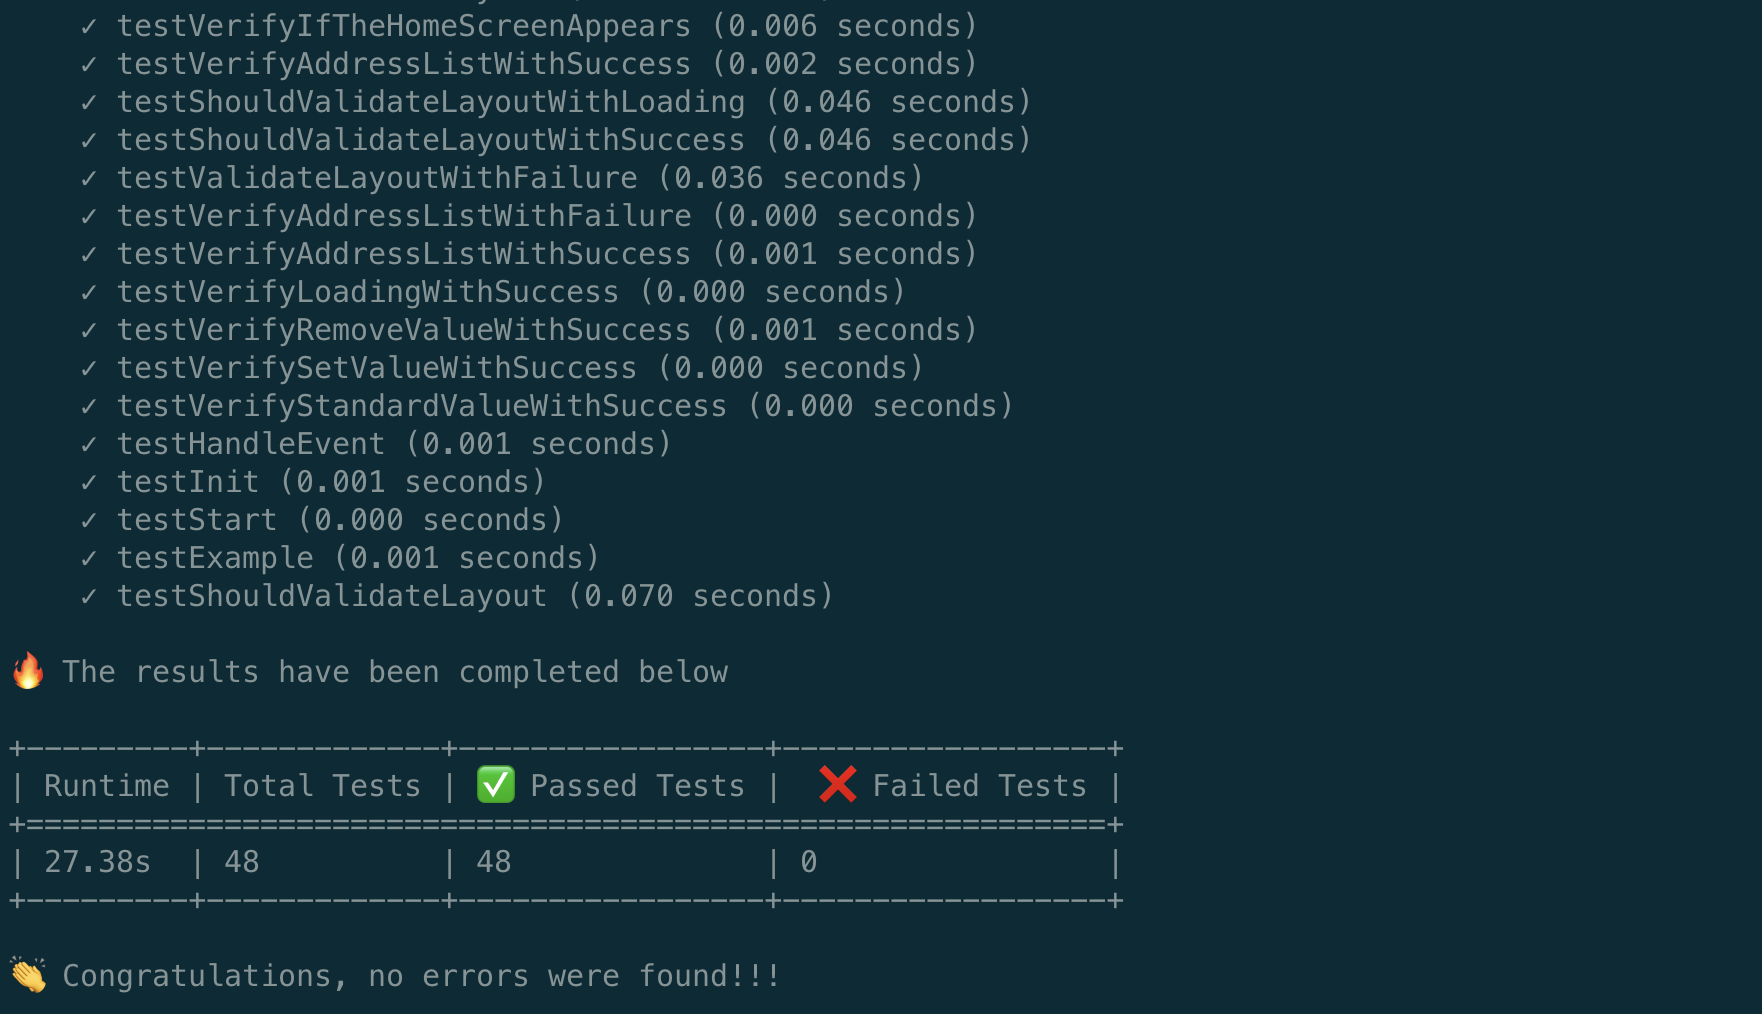 ✓ testVerifyIfTheHomeScreenAppears (0.006 seconds)
✓ testVerifyAddressListWithSuccess (0.002 seconds)
✓ testShouldValidateLayoutWithLoading (0.046 seconds)
✓ testShouldValidateLayoutWithSuccess (0.046 seconds)
✓ testValidateLayoutWithFailure (0.036 seconds)
✓ testVerifyAddressListWithFailure (0.000 seconds)
✓ testVerifyAddressListWithSuccess (0.001 seconds)
✓ testVerifyLoadingWithSuccess (0.000 seconds)
✓ testVerifyRemoveValueWithSuccess (0.001 seconds)
✓ testVerifySetValueWithSuccess (0.000 seconds)
✓ testVerifyStandardValueWithSuccess (0.000 seconds)
✓ testHandleEvent (0.001 seconds)
✓ testInit (0.001 seconds)
✓ testStart (0.000 seconds)
✓ testExample (0.001 seconds)
✓ testShouldValidateLayout (0.070 seconds)
🔥 The results have been completed below
+---------+-------------+-----------------+------------------+
| Runtime | Total Tests | ✅ Passed Tests | ❌ Failed Tests |
+============================================================+
| 27.38s | 48 | 48 | 0 |
+---------+-------------+-----------------+------------------+
👏 Congratulations, no errors were found!!!